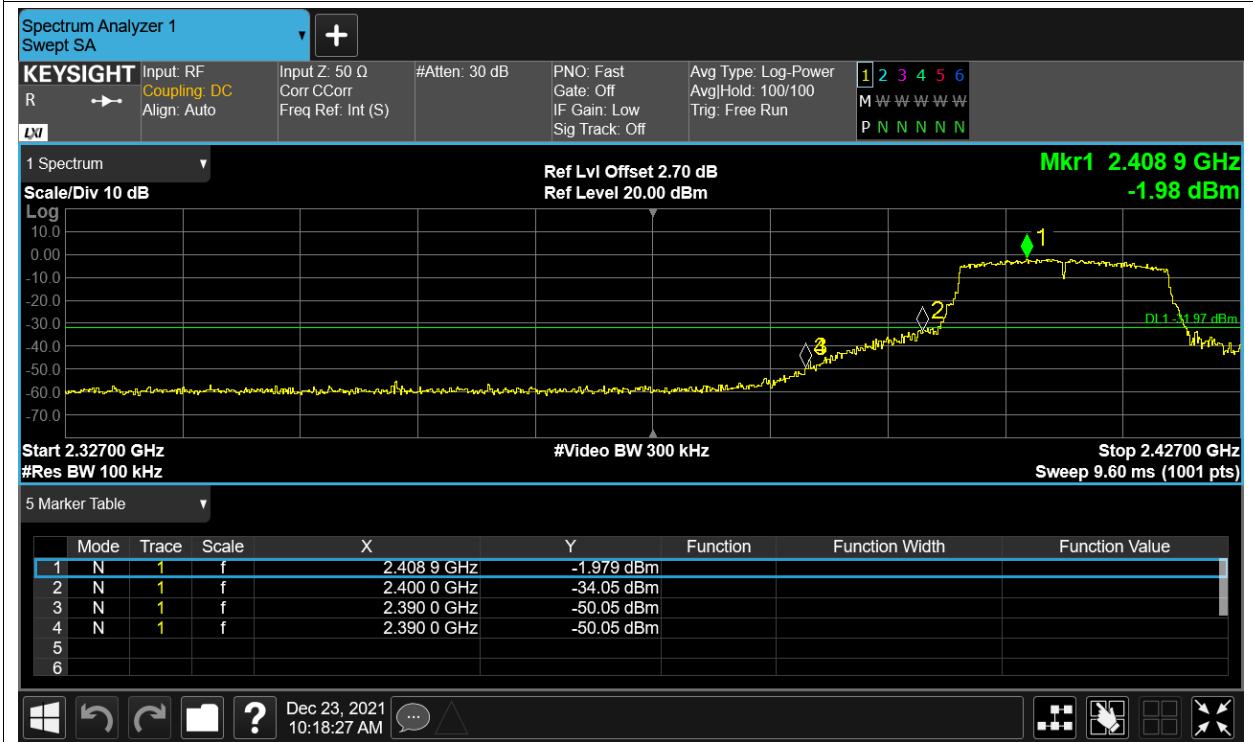 Spectrum Analyzer 1
Swept SA
KEYSIGHT
R
LXI
Input: RF
Coupling: DC
Align: Auto
Input Z: 50 Ω
Corr CCorr
Freq Ref: Int (S)
#Atten: 30 dB
PNO: Fast
Gate: Off
IF Gain: Low
Sig Track: Off
Avg Type: Log-Power
Avg|Hold: 100/100
Trig: Free Run
1 2 3 4 5 6
M W W W W W
P N N N N N
1 Spectrum
Scale/Div 10 dB
Ref Lvl Offset 2.70 dB
Ref Level 20.00 dBm
Mkr1 2.408 9 GHz
-1.98 dBm
Log
10.0
0.00
-10.0
-20.0
-30.0
-40.0
-50.0
-60.0
-70.0
1
2
DL1 -31.97 dBm
Start 2.32700 GHz
#Res BW 100 kHz
#Video BW 300 kHz
Stop 2.42700 GHz
Sweep 9.60 ms (1001 pts)
5 Marker Table
Mode Trace Scale X Y Function Function Width Function Value
1 N 1 f 2.408 9 GHz -1.979 dBm
2 N 1 f 2.400 0 GHz -34.05 dBm
3 N 1 f 2.390 0 GHz -50.05 dBm
4 N 1 f 2.390 0 GHz -50.05 dBm
5
6
?
Dec 23, 2021
10:18:27 AM